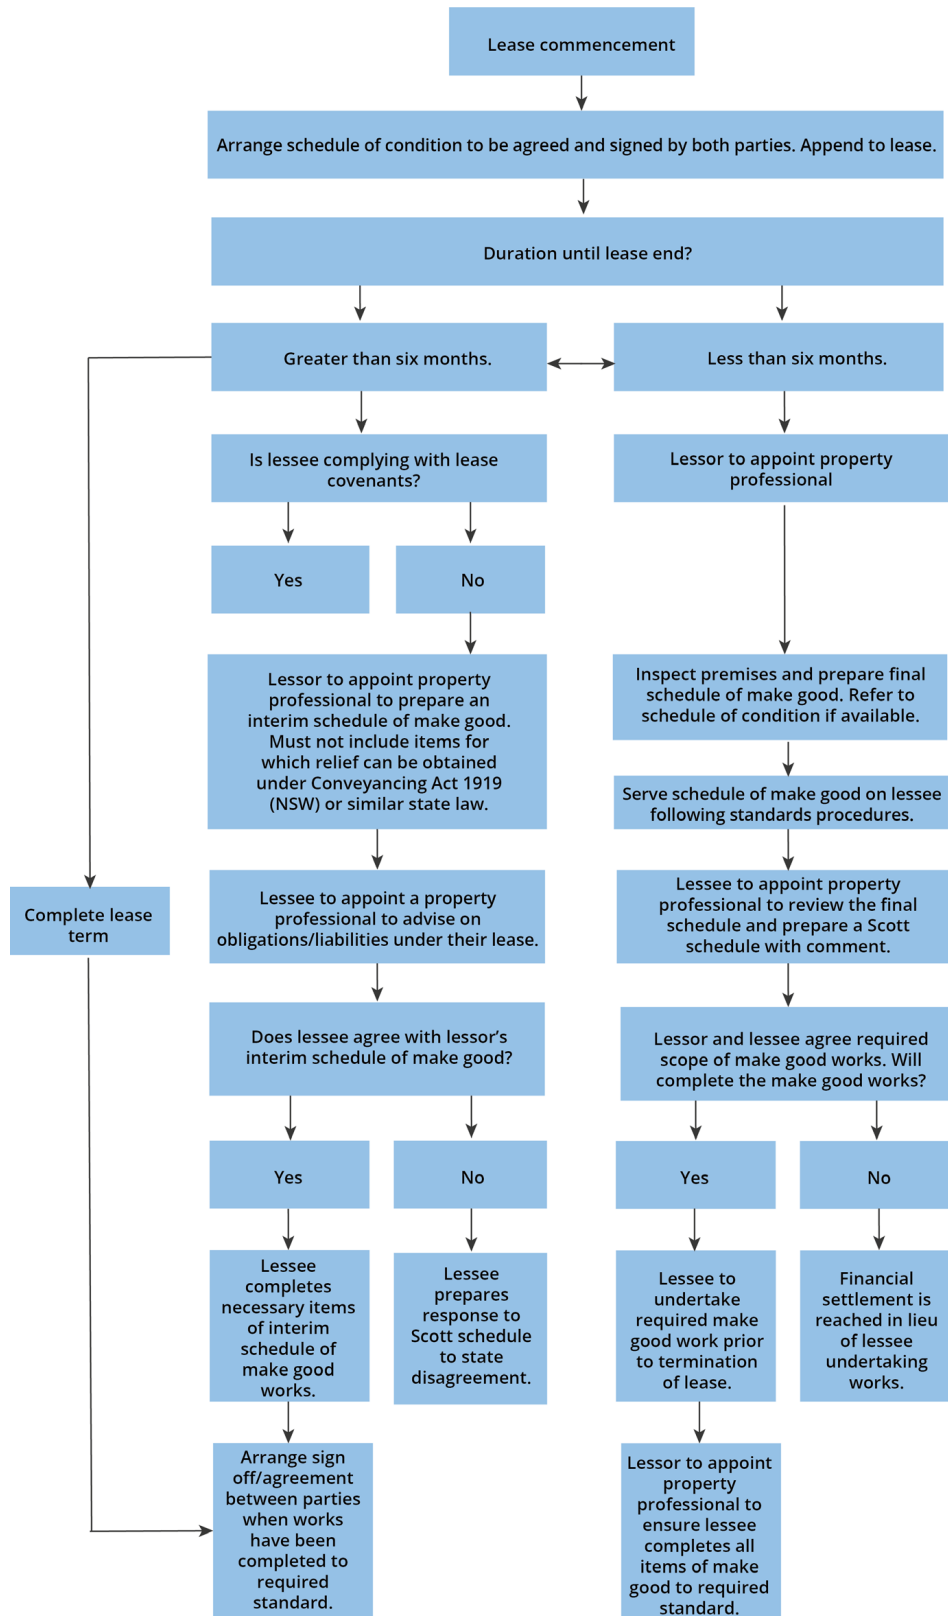 Lease commencement
Arrange schedule of condition to be agreed and signed by both parties. Append to lease.
Duration until lease end?
Greater than six months.
Less than six months.
Is lessee complying with lease
covenants?
Lessor to appoint property
professional
Yes
No
Lessor to appoint property
professional to prepare an
interim schedule of make good.
Must not include items for
which relief can be obtained
under Conveyancing Act 1919
(NSW) or similar state law.
Inspect premises and prepare final
schedule of make good. Refer to
schedule of condition if available.
Serve schedule of make good on lessee
following standards procedures.
Complete lease
term
Lessee to appoint a property
professional to advise on
obligations/liabilities under their lease.
Lessee to appoint property
professional to review the final
schedule and prepare a Scott
schedule with comment.
Does lessee agree with lessor’s
interim schedule of make good?
Lessor and lessee agree required
scope of make good works. Will
complete the make good works?
Yes
No
Yes
No
Lessee
completes
necessary items
of interim
schedule of
make good
works.
Lessee
prepares
response to
Scott schedule
to state
disagreement.
Lessee to
undertake
required make
good work prior
to termination
of lease.
Financial
settlement is
reached in lieu
of lessee
undertaking
works.
Arrange sign
off/agreement
between parties
when works
have been
completed to
required
standard.
Lessor to appoint
property
professional to
ensure lessee
completes all
items of make
good to required
standard.